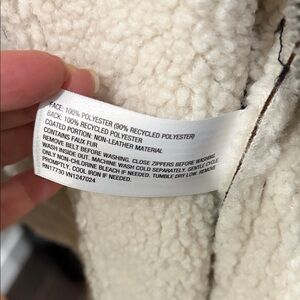 FACE: 100% POLYESTER (90% RECYCLED POLYESTER)
BACK: 100% RECYCLED POLYESTER
COATED PORTION: NON-LEATHER MATERIAL
CONTAINS FAUX FUR
REMOVE BELT BEFORE WASHING. CLOSE ZIPPERS BEFORE WASHING
WASH INSIDE OUT. MACHINE WASH COLD SEPARATELY. GENTLE CYCLE.
ONLY NON-CHLORINE BLEACH IF NEEDED. TUMBLE DRY LOW. REMOVE
PROMPTLY. COOL IRON IF NEEDED.
RN17730 VN1247024